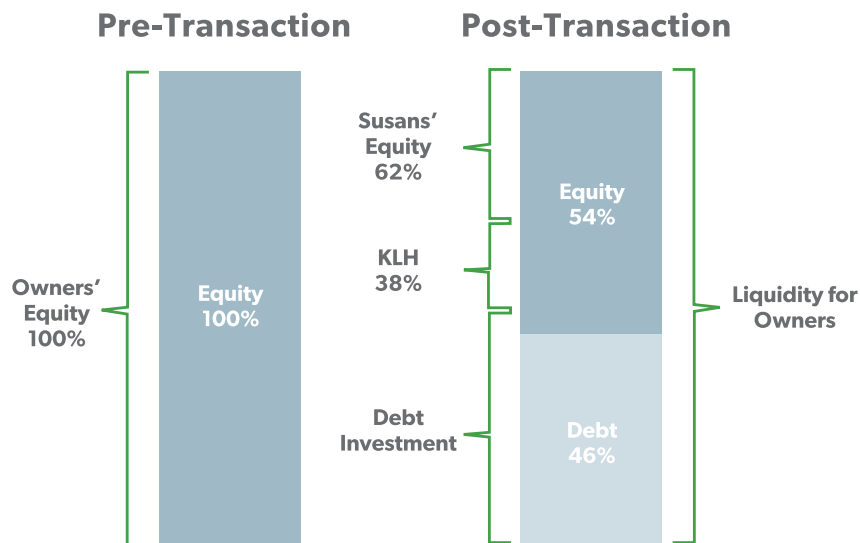 Pre-Transaction
Post-Transaction
Owners’
Equity
100%
Equity
100%
Susans’
Equity
62%
KLH
38%
Debt
Investment
Equity
54%
Debt
46%
Liquidity for
Owners